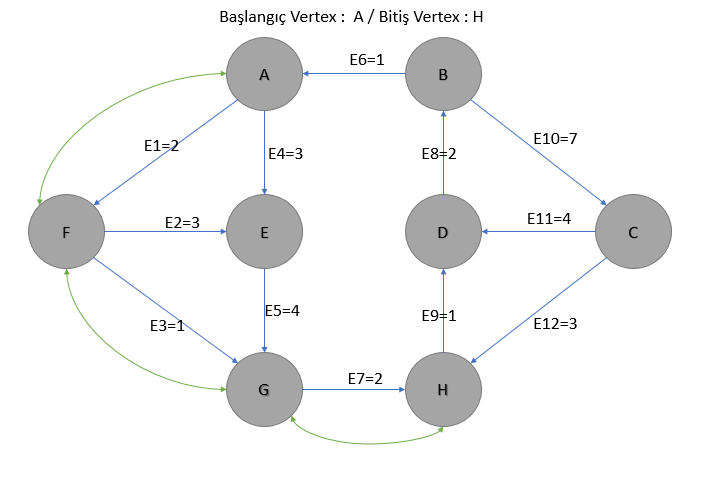 Başlangıç Vertex : A / Bitiş Vertex : H
E6=1
A
B
E1=2
E4=3
E8=2
E10=7
F
E2=3
E
D
E11=4
C
E3=1
E5=4
E9=1
E12=3
G
E7=2
H